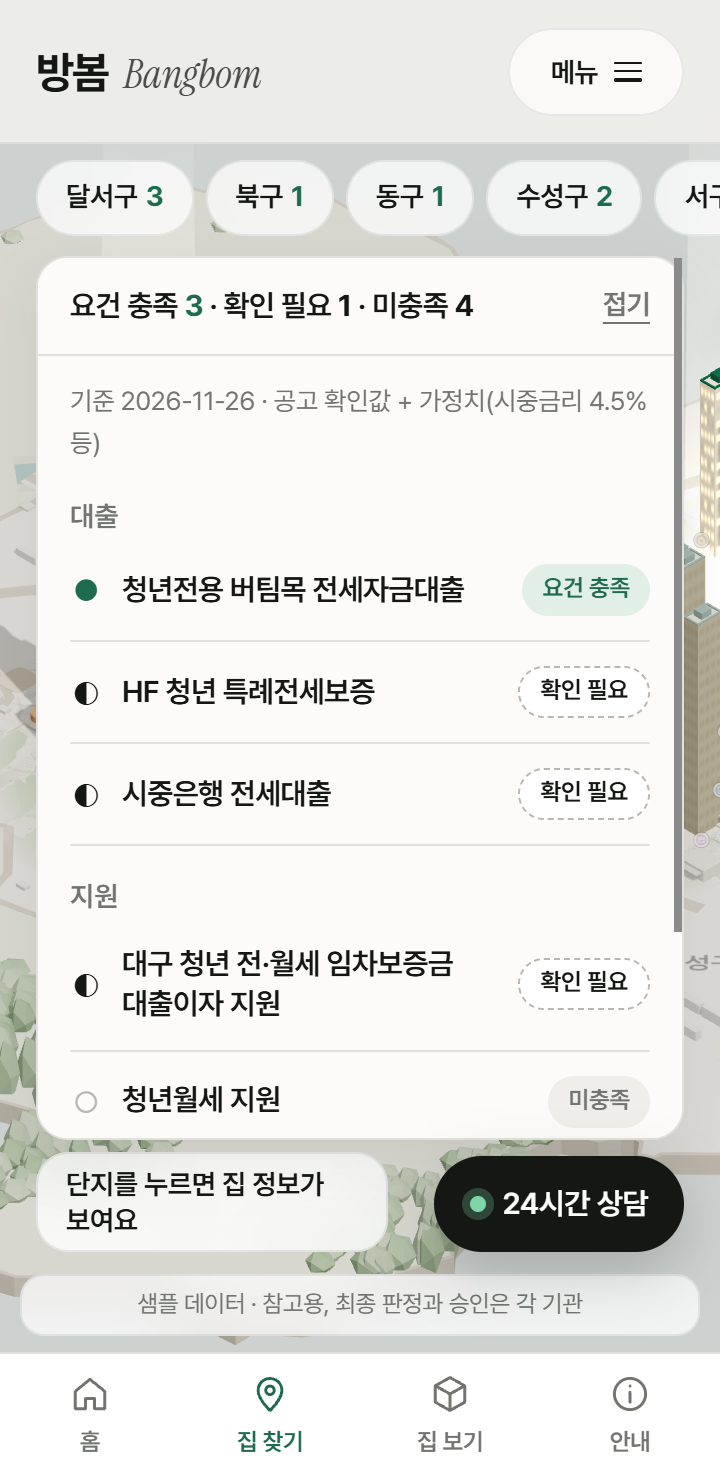 방봄 Bangbom
메뉴
달서구 3 북구 1 동구 1 수성구 2 서구
요건 충족 3 · 확인 필요 1 · 미충족 4
접기
기준 2026-11-26 · 공고 확인값 + 가정치(시중금리 4.5%
등)
대출
청년전용 버팀목 전세자금대출
요건 충족
HF 청년 특례전세보증
확인 필요
시중은행 전세대출
확인 필요
지원
대구 청년 전·월세 임차보증금
대출이자 지원
확인 필요
청년월세 지원
미충족
단지를 누르면 집 정보가
보여요
24시간 상담
샘플 데이터 · 참고용, 최종 판정과 승인은 각 기관
홈
집 찾기
집 보기
안내